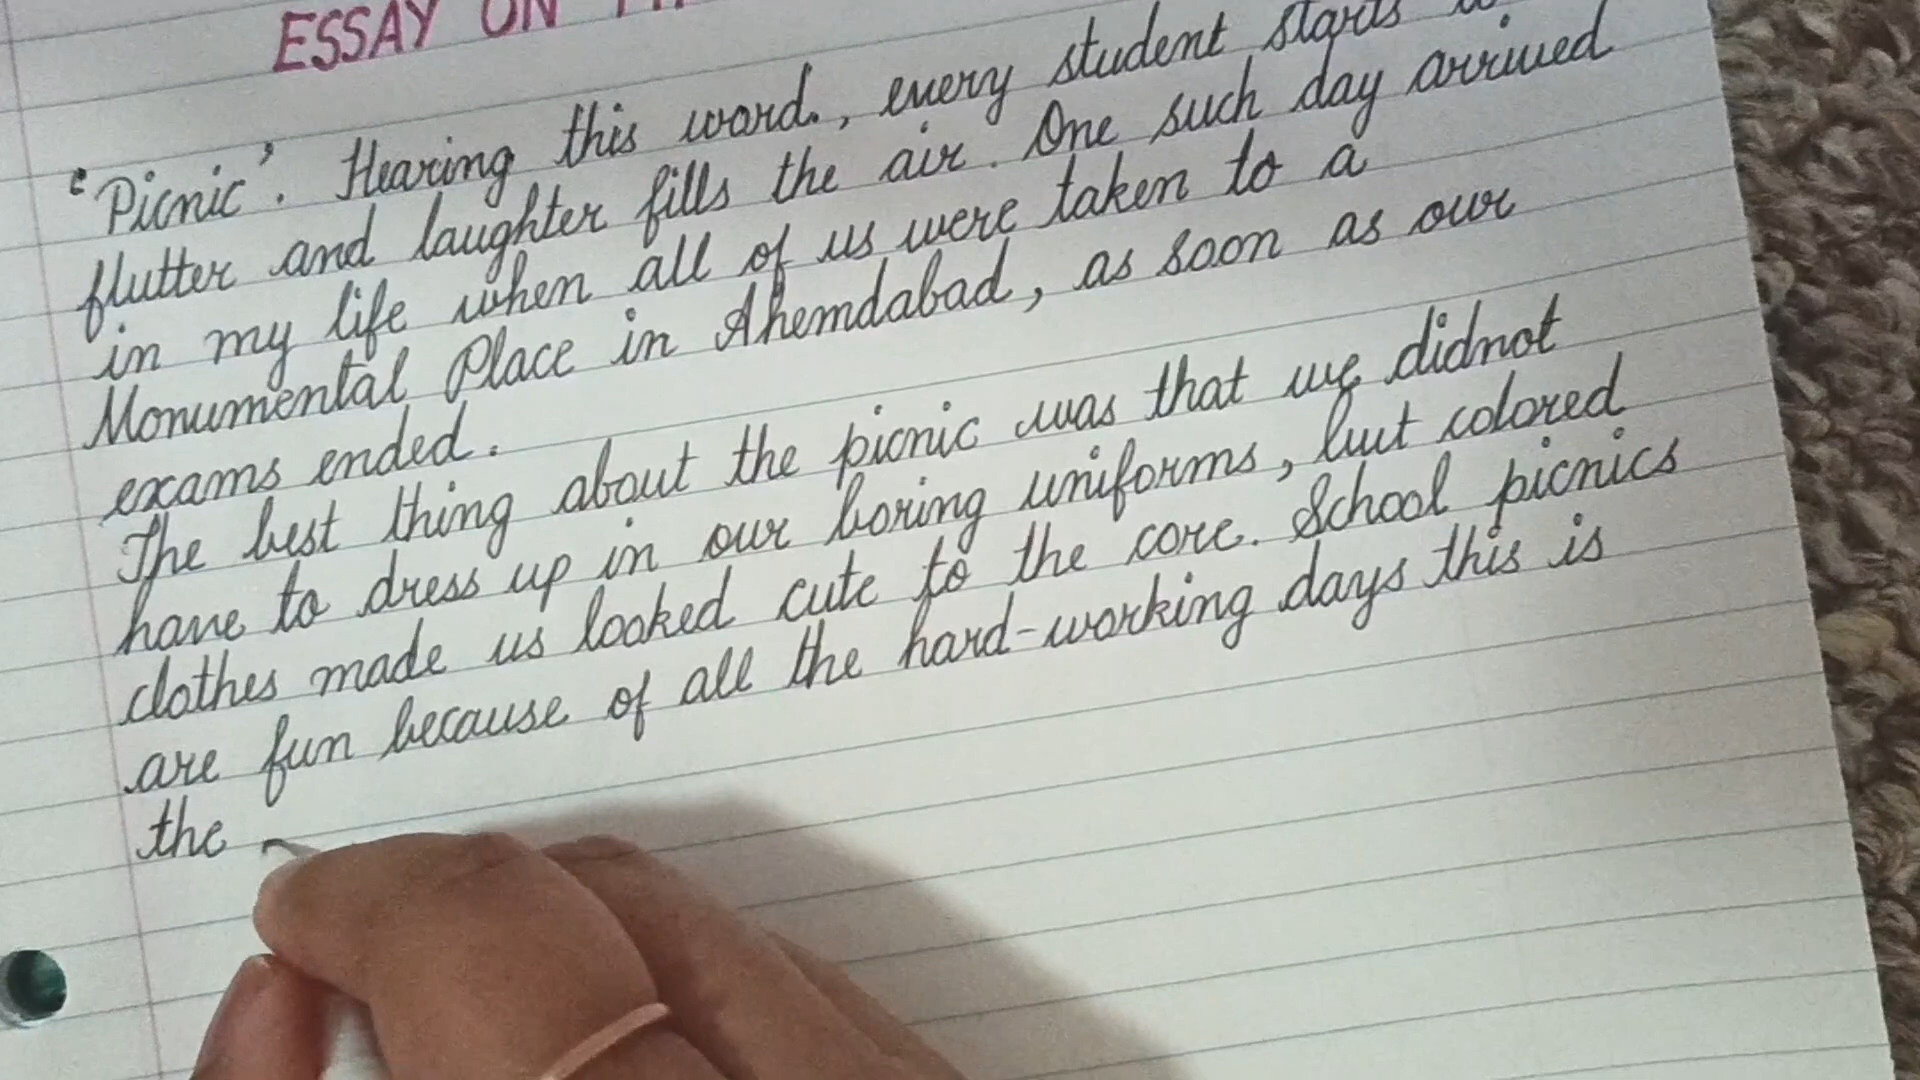 ESSAY ON
"Picnic'. Hearing this word., every student starts
flutter and laughter fills the air. One such day arrived
in my life when all of us were taken to a
Monumental Place in Ahemdabad, as soon as our
exams ended.
The best thing about the picnic was that we didnot
have to dress up in our boring uniforms, but colored
clothes made us looked cute to the core. School picnics
are fun because of all the hard-working days this is
the